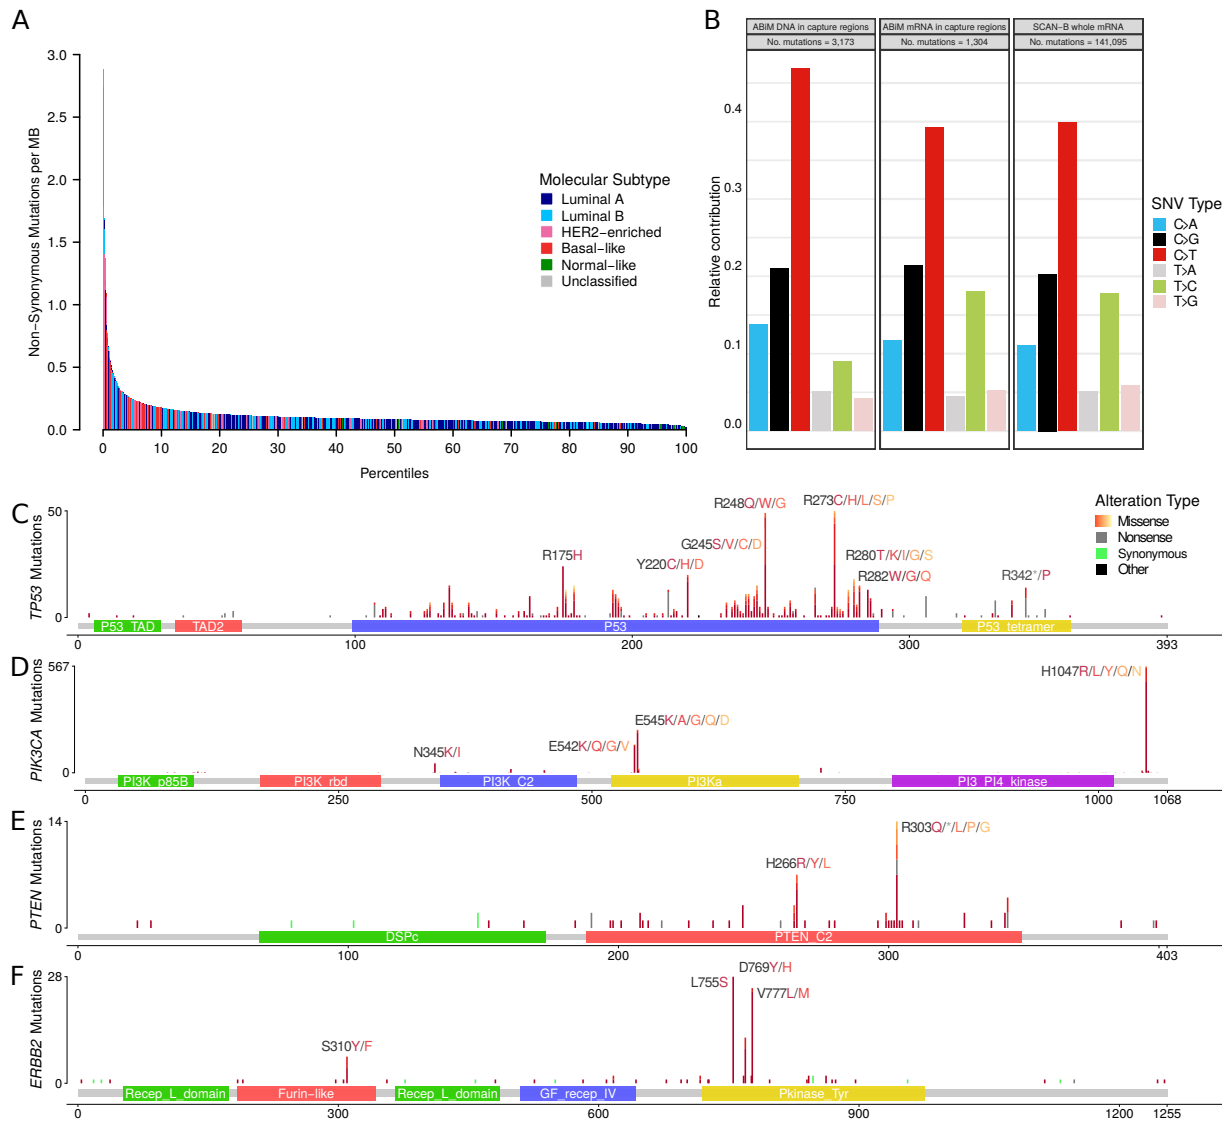 A
3.0
2.5
2.0
1.5
1.0
0.5
0.0
Non−Synonymous Mutations per MB
0 10 20 30 40 50 60 70 80 90 100
Percentiles
Molecular Subtype
Luminal A
Luminal B
HER2−enriched
Basal−like
Normal−like
Unclassified
B
ABiM DNA in capture regions
No. mutations = 3,173
ABiM mRNA in capture regions
No. mutations = 1,304
SCAN−B whole mRNA
No. mutations = 141,095
0.4
0.3
0.2
0.1
0.0
Relative contribution
SNV Type
C>A
C>G
C>T
T>A
T>C
T>G
C
TP53 Mutations
50
0
R175H
Y220C/H/D
G245S/V/C/D
R248Q/W/G
R273C/H/L/S/P
R280T/K/I/G/S
R282W/G/Q
R342*/P
Alteration Type
Missense
Nonsense
Synonymous
Other
P53_TAD TAD2 P53 P53_tetramer
0 100 200 300 393
D
PIK3CA Mutations
567
0
N345K/I
E542K/Q/G/V
E545K/A/G/Q/D
H1047R/L/Y/Q/N
PI3K_p85B PI3K_rbd PI3K_C2 PI3Ka PI3_PI4_kinase
0 250 500 750 1000 1068
E
PTEN Mutations
14
0
H266R/Y/L
R303Q/*/L/P/G
DSPc PTEN_C2
0 100 200 300 403
F
ERBB2 Mutations
28
0
S310Y/F
L755S
D769Y/H
V777L/M
Recep_L_domain Furin−like Recep_L_domain GF_recep_IV Pkinase_Tyr
0 300 600 900 1200 1255